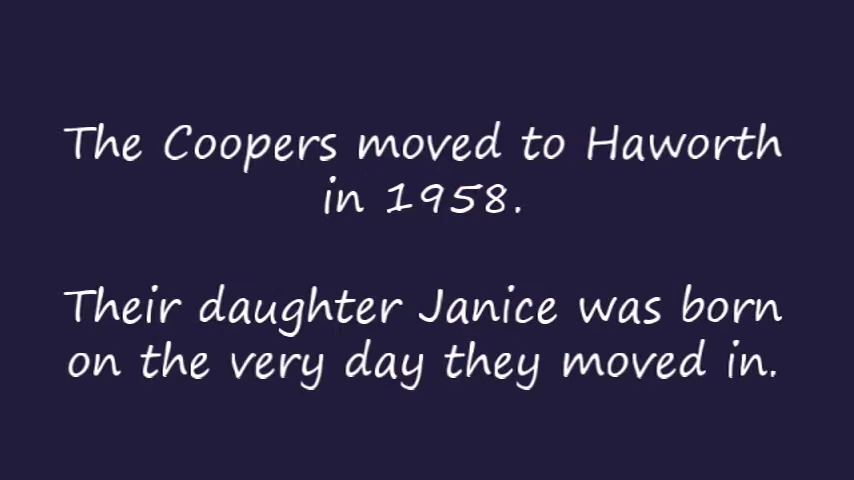 The Coopers moved to Haworth
in 1958.
Their daughter Janice was born
on the very day they moved in.